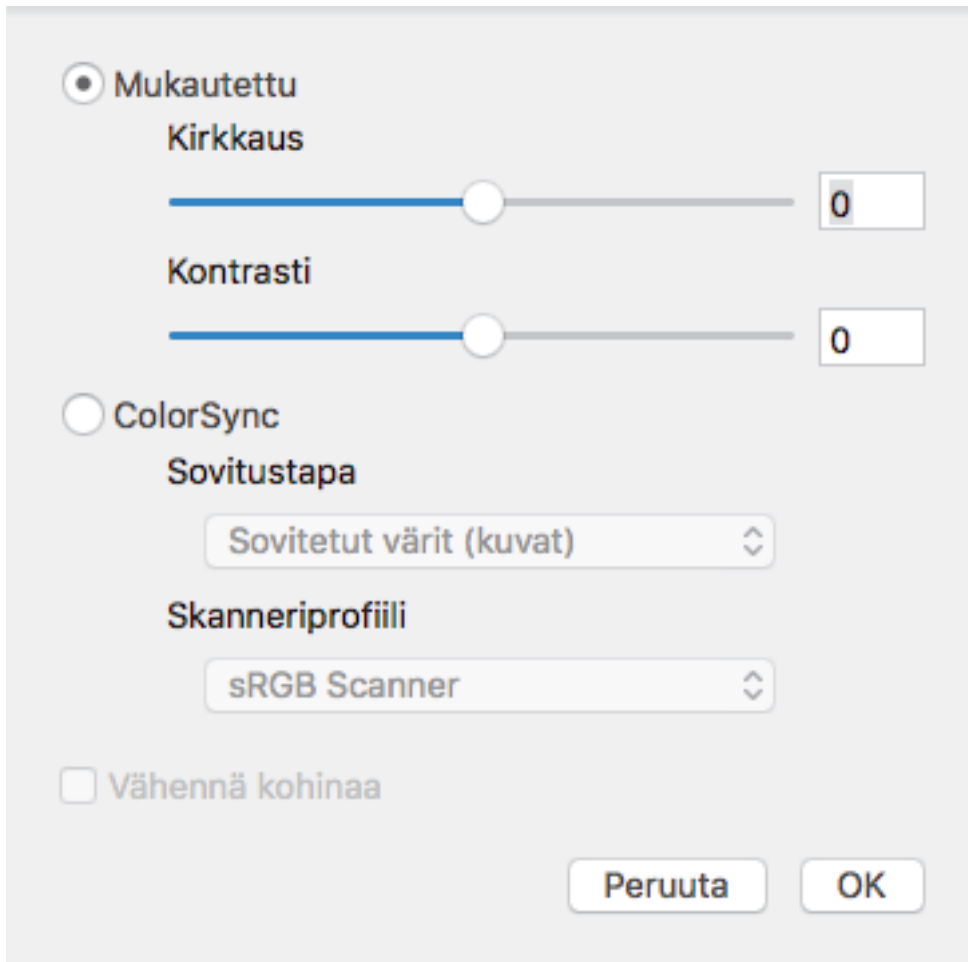 Mukautettu
Kirkkaus
0
Kontrasti
0
ColorSync
Sovitustapa
Sovitetut värit (kuvat)
Skanneriprofiili
sRGB Scanner
Vähennä kohinaa
Peruuta OK